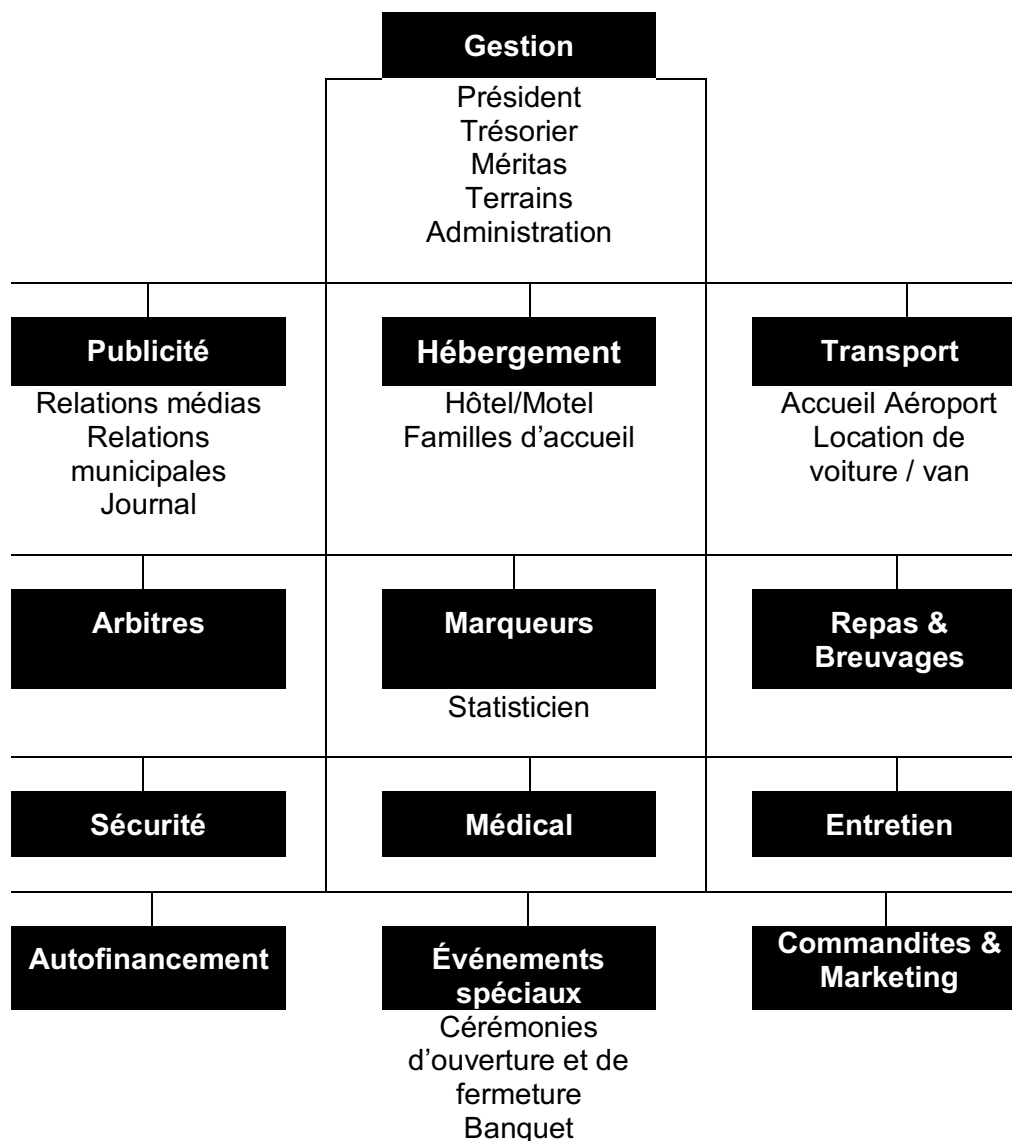 Gestion
Président
Trésorier
Méritas
Terrains
Administration
Publicité
Relations médias
Relations
municipales
Journal
Hébergement
Hôtel/Motel
Familles d’accueil
Transport
Accueil Aéroport
Location de
voiture / van
Arbitres
Marqueurs
Statisticien
Repas &
Breuvages
Sécurité
Médical
Entretien
Autofinancement
Événements
spéciaux
Cérémonies
d’ouverture et de
fermeture
Banquet
Commandites &
Marketing